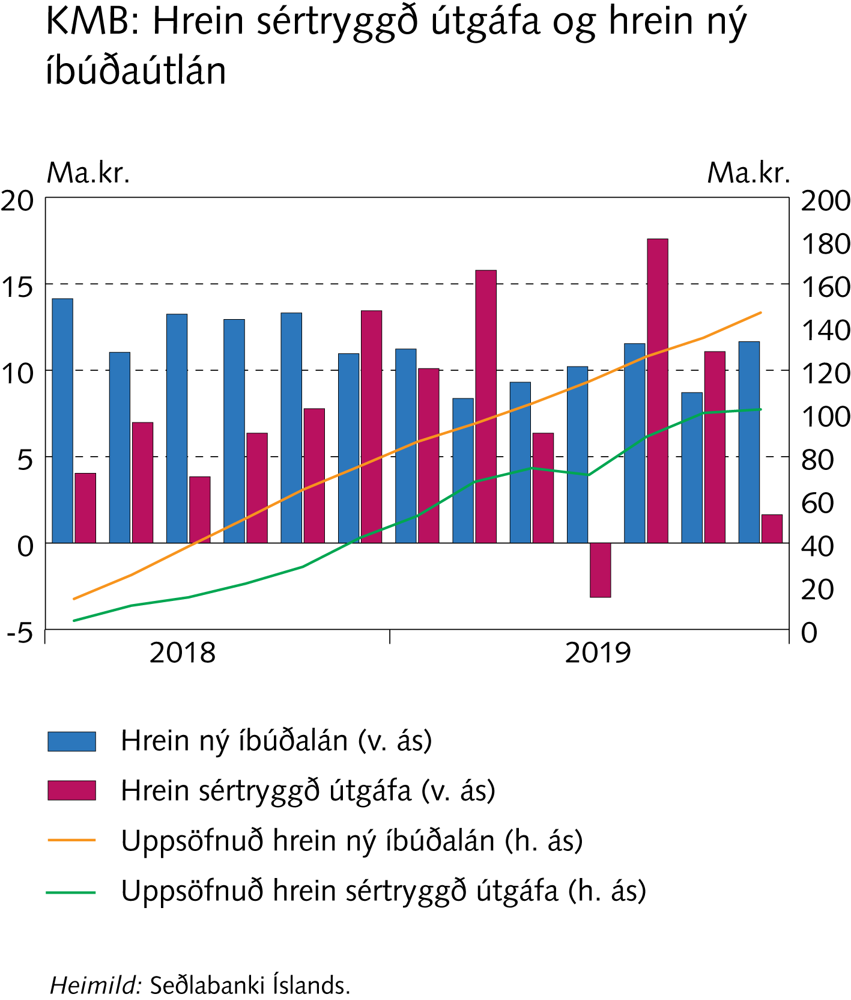 KMB: Hrein sértryggð útgáfa og hrein ný
íbúðaútlán
Ma.kr. Ma.kr.
20 200
180
15 160
140
10 120
100
5 80
60
0 40
20
-5 0
2018 2019
Hrein ný íbúðalán (v. ás)
Hrein sértryggð útgáfa (v. ás)
Uppsöfnuð hrein ný íbúðalán (h. ás)
Uppsöfnuð hrein sértryggð útgáfa (h. ás)
Heimild: Seðlabanki Íslands.